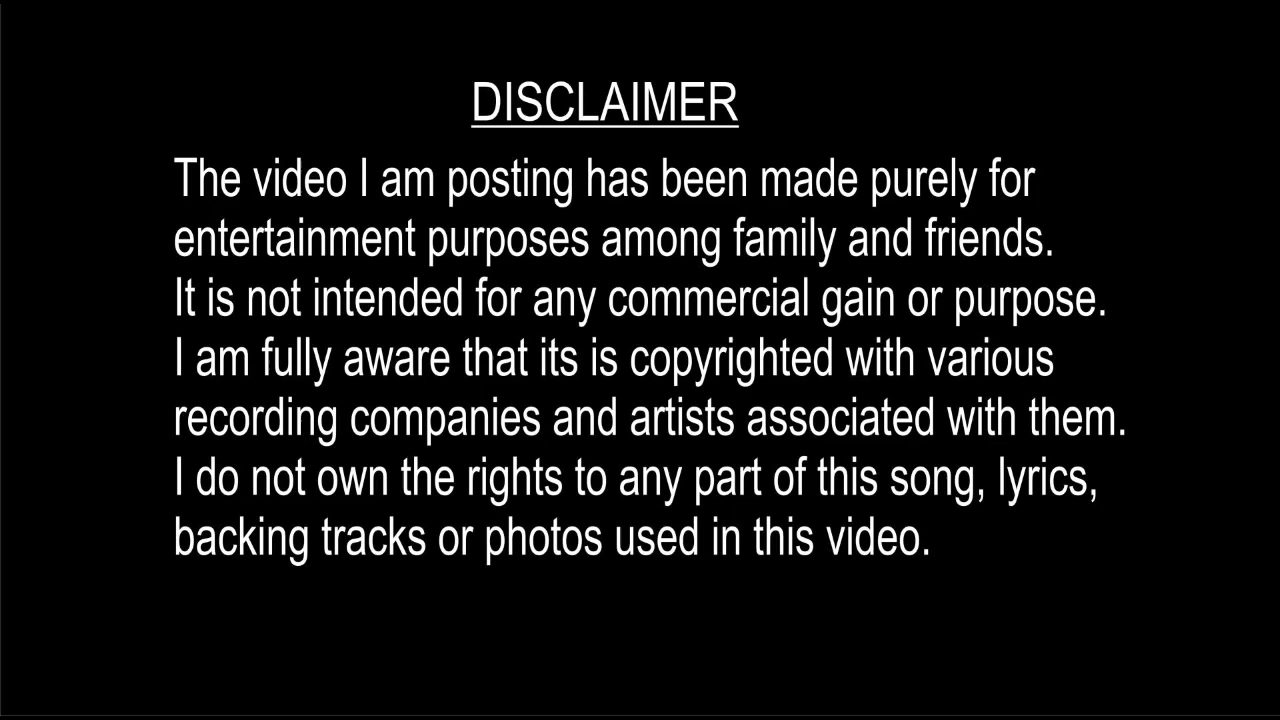 DISCLAIMER
The video I am posting has been made purely for
entertainment purposes among family and friends.
It is not intended for any commercial gain or purpose.
I am fully aware that its is copyrighted with various
recording companies and artists associated with them.
I do not own the rights to any part of this song, lyrics,
backing tracks or photos used in this video.